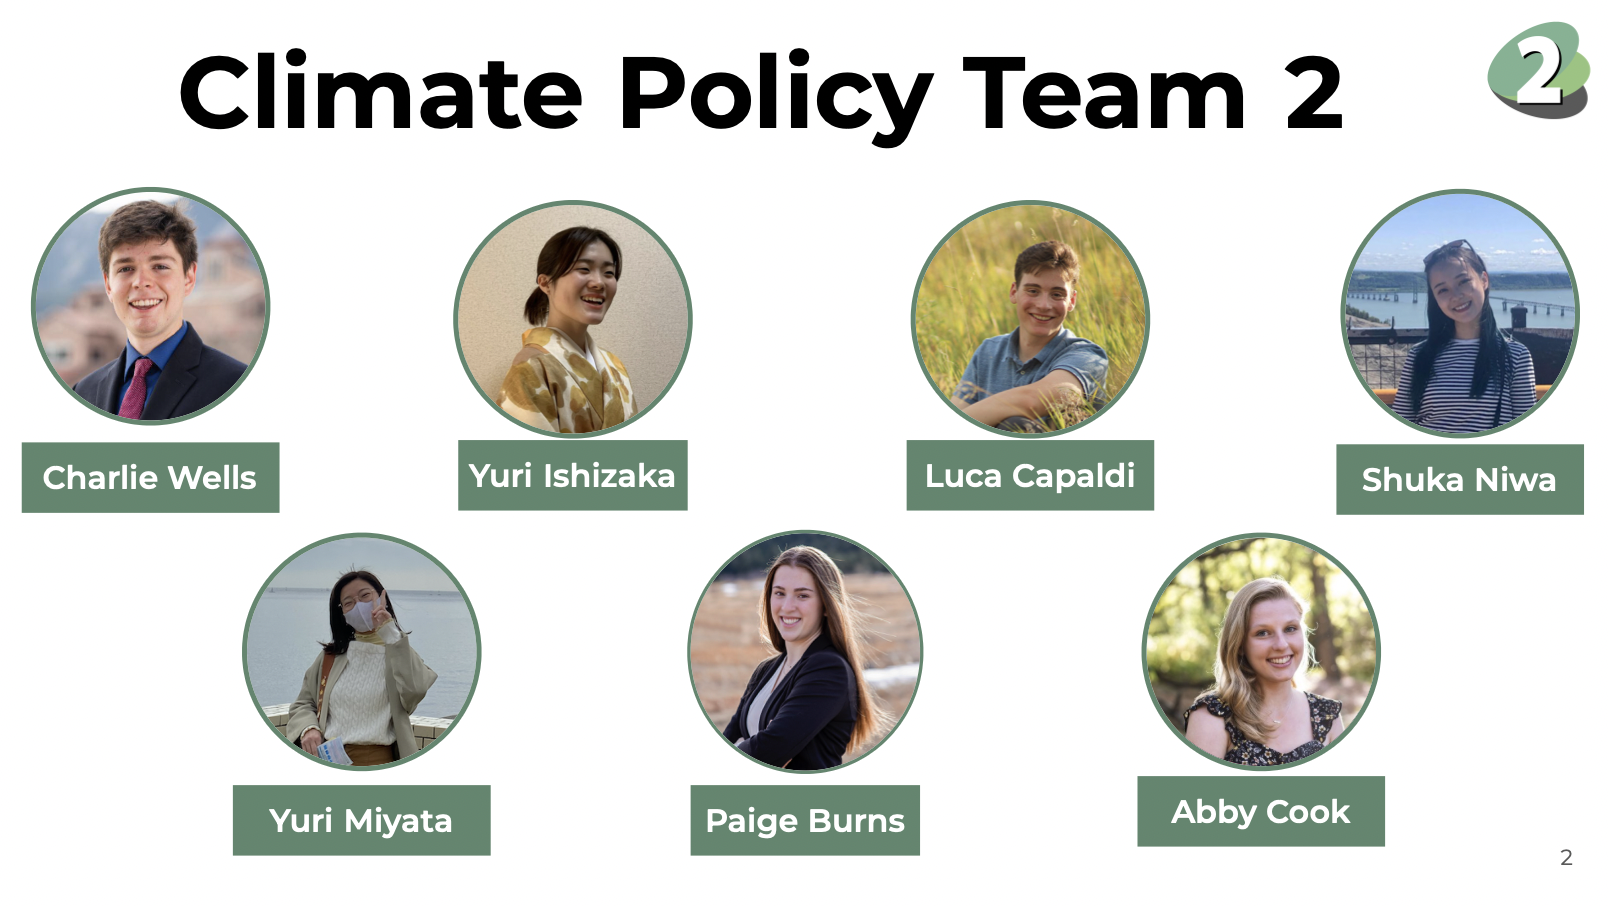 Climate Policy Team 2
2
Charlie Wells
Yuri Ishizaka
Luca Capaldi
Shuka Niwa
Yuri Miyata
Paige Burns
Abby Cook
2